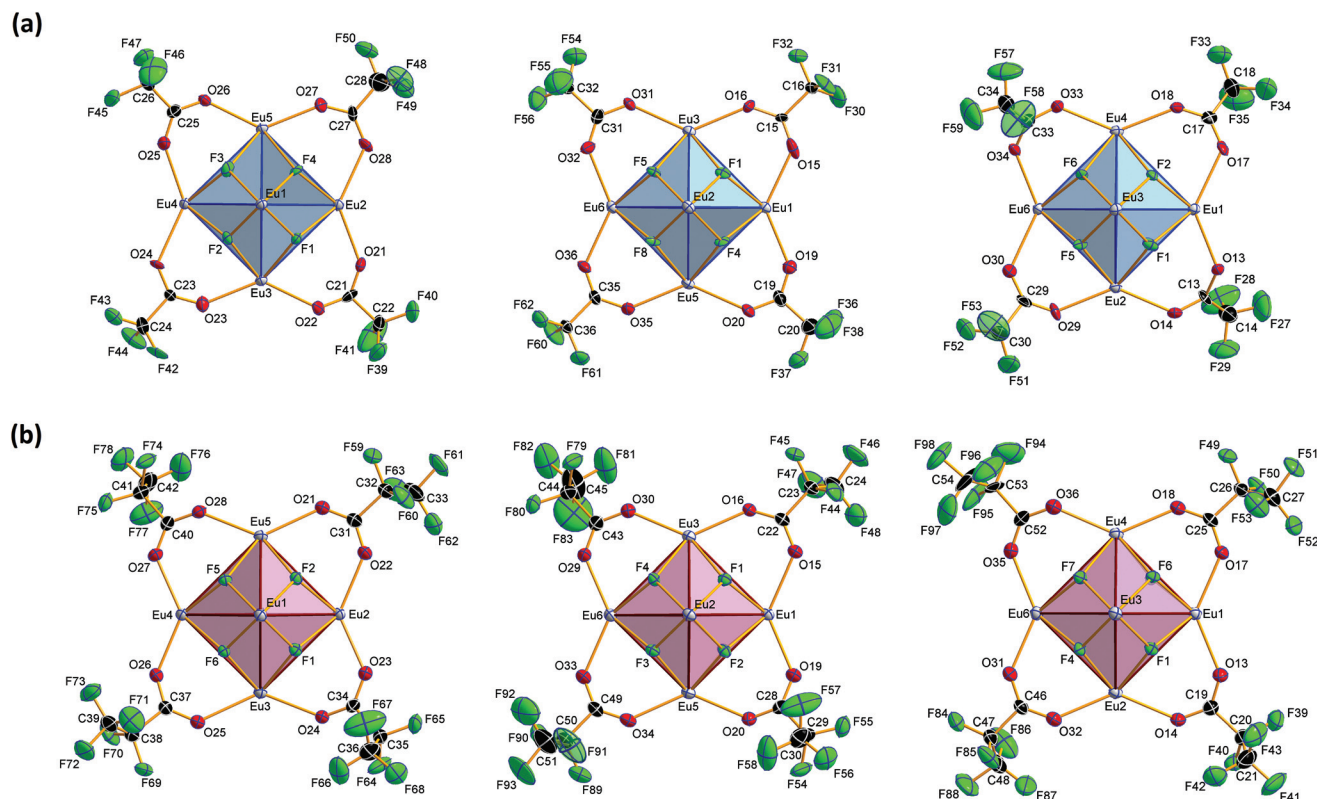 (a)
F47 F46 F50 F48
C26 O26 O27 C28
F45 F49
C25 Eu5 C27
O25 O28
F3 F4
Eu4 Eu1 Eu2
F2 F1
O24 O21
Eu3
C23 C21
F43 O23 O22 C22 F40
C24
F44 F41
F42 F39
F54 F32
F55 C32 C16 F31
F56 O31 O16 F30
C31 Eu3 C15
O32 O15
F5 F1
Eu6 Eu2 Eu1
F8 F4
O36 O19
Eu5
C35 C19
F62 O35 O20 F36
C36 C20 F38
F60
F61 F37
F57 F33
C34 F58 O33 O18 C18
F59 C33 F35 F34
Eu4 C17
O34 O17
F6 F2
Eu6 Eu3 Eu1
F5 F1
O30 O13
Eu2
C29 C13 F28
F53 O29 O14 C14 F27
F52 C30
F51 F29
(b)
F78 F74 F76 F59 F61
C41 C42 C32 F63 C33
F75 O28 O21 F60
F77 F62
C40 Eu5 C31
O27 O22
F5 F2
Eu4 Eu1 Eu2
F6 F1
O26 O23
F73 F71 C37 Eu3 C34 F67
C39 O25 O24 F65
F70 C38 C36 C35
F72 F69 F66 F64 F68
F82 F79 F81 F45 F46
C44 C45 F47 C24
F80 O30 O16 C23 F44
F83 F48
C43 Eu3 C22
O29 O15
F4 F1
Eu6 Eu2 Eu1
F3 F2
O33 O19
F92 C49 Eu5 C28 F57
F90 C50 O34 O20 C29 F55
C51 F91 C30
F93 F89 F58 F54 F56
F98 F96 F94 F49 F51
C54 C53 O36 O18 C26 F50 C27
F97 F95 F53 F52
C52 Eu4 C25
O35 O17
F7 F6
Eu6 Eu3 Eu1
F4 F1
O31 O13
C46 Eu2 C19
F84 C47 O32 O14 C20 F39
F85 F86 F40 F43
C48 F42 C21
F88 F87 F41